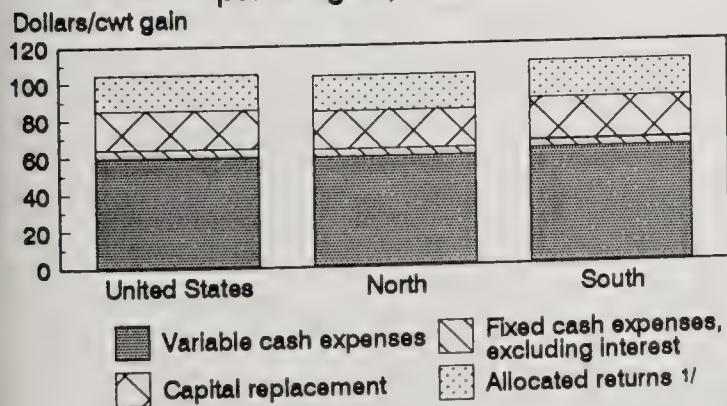 Dollars/cwt gain
120
100
80
60
40
20
0
United States North South
Variable cash expenses
Fixed cash expenses, excluding interest
Capital replacement
Allocated returns 1/